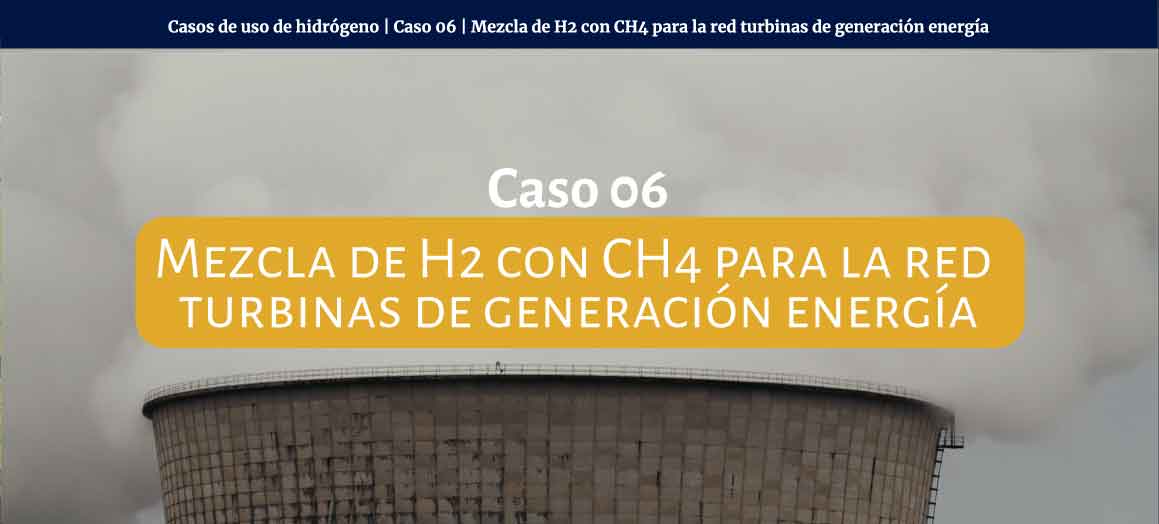 Casos de uso de hidrógeno | Caso 06 | Mezcla de H2 con CH4 para la red turbinas de generación energía
Caso 06
Mezcla de H2 con CH4 para la red
turbinas de generación energía